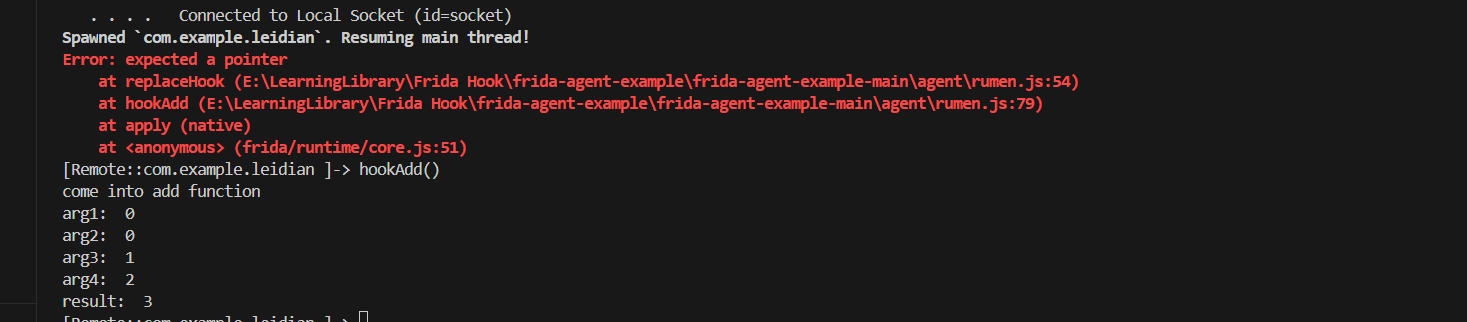 . . . .   Connected to Local Socket (id=socket)
Spawned `com.example.leidian`. Resuming main thread!
Error: expected a pointer
    at replaceHook (E:\LearningLibrary\Frida Hook\frida-agent-example\frida-agent-example-main\agent\rumen.js:54)
    at hookAdd (E:\LearningLibrary\Frida Hook\frida-agent-example\frida-agent-example-main\agent\rumen.js:79)
    at apply (native)
    at <anonymous> (frida/runtime/core.js:51)
[Remote::com.example.leidian ]-> hookAdd()
come into add function
arg1:  0
arg2:  0
arg3:  1
arg4:  2
result:  3
[Remote::com.example.leidian ]->